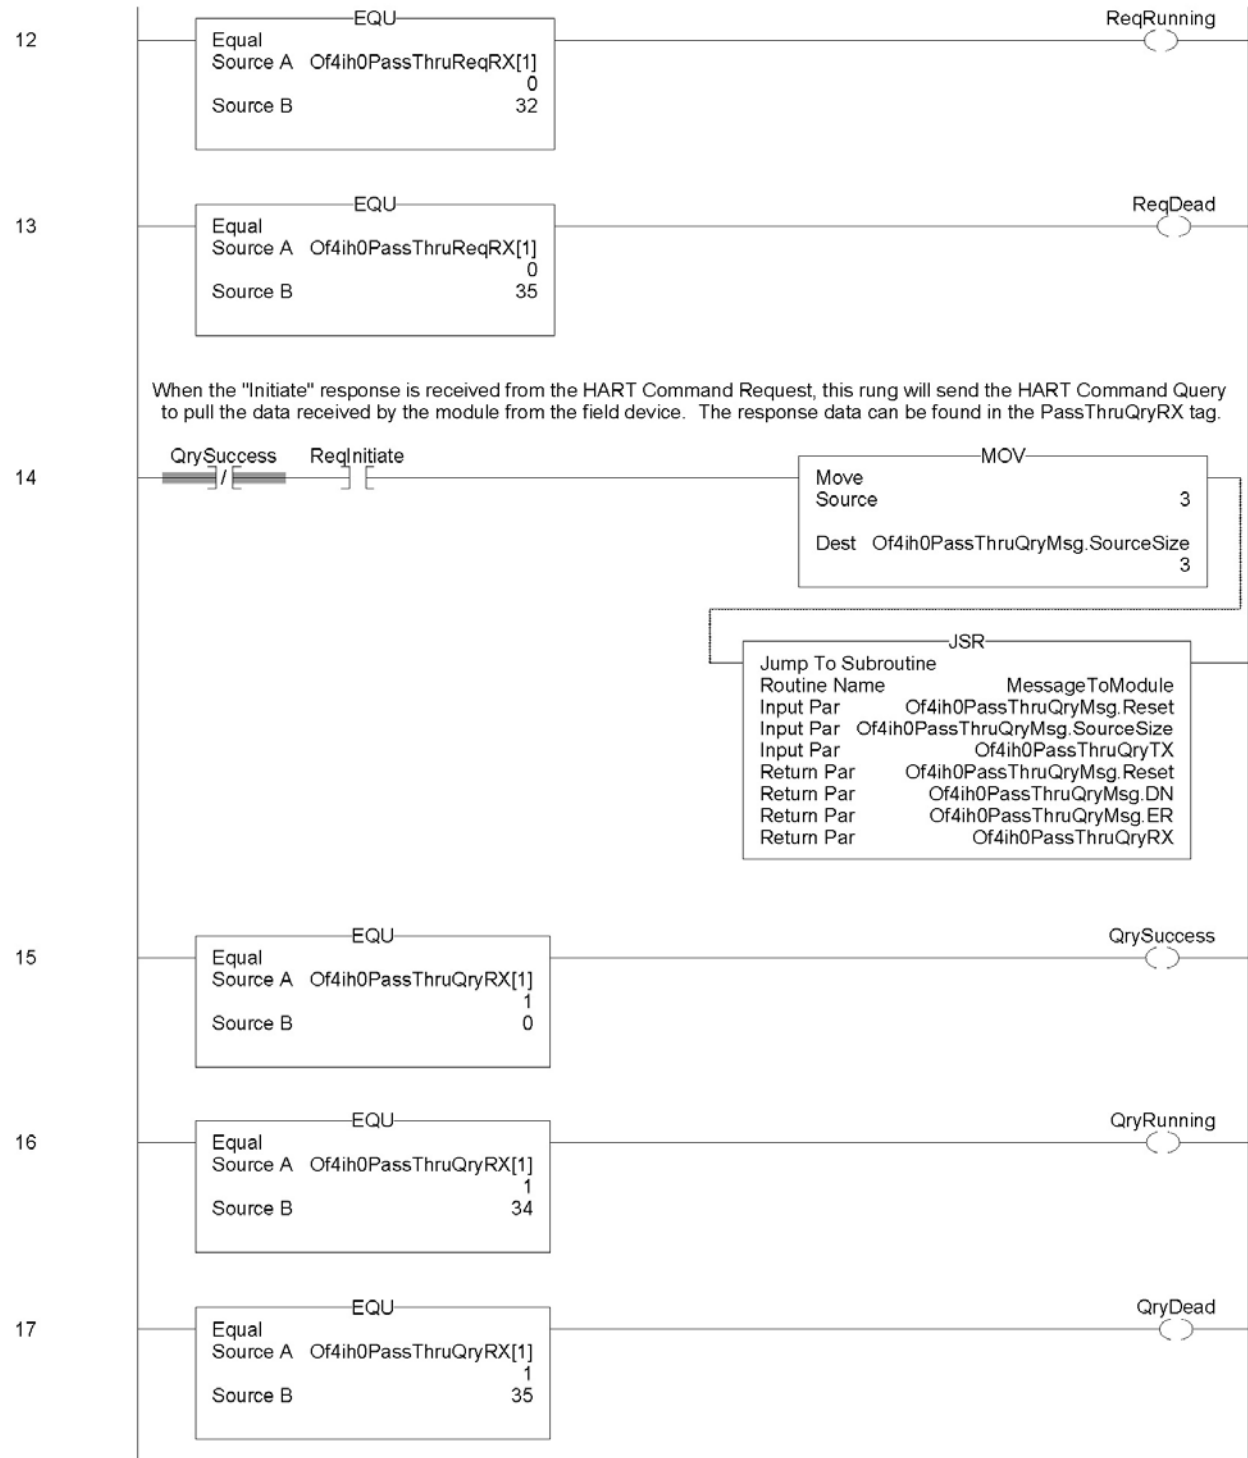 12
EQU
ReqRunning
Equal
Source A Of4ih0PassThruReqRX[1]
0
Source B 32
13
EQU
ReqDead
Equal
Source A Of4ih0PassThruReqRX[1]
0
Source B 35
When the "Initiate" response is received from the HART Command Request, this rung will send the HART Command Query
to pull the data received by the module from the field device. The response data can be found in the PassThruQryRX tag.
14
QrySuccess ReqInitiate
MOV
Move
Source 3
Dest Of4ih0PassThruQryMsg.SourceSize
3
JSR
Jump To Subroutine
Routine Name MessageToModule
Input Par Of4ih0PassThruQryMsg.Reset
Input Par Of4ih0PassThruQryMsg.SourceSize
Input Par Of4ih0PassThruQryTX
Return Par Of4ih0PassThruQryMsg.Reset
Return Par Of4ih0PassThruQryMsg.DN
Return Par Of4ih0PassThruQryMsg.ER
Return Par Of4ih0PassThruQryRX
15
EQU
QrySuccess
Equal
Source A Of4ih0PassThruQryRX[1]
1
Source B 0
16
EQU
QryRunning
Equal
Source A Of4ih0PassThruQryRX[1]
1
Source B 34
17
EQU
QryDead
Equal
Source A Of4ih0PassThruQryRX[1]
1
Source B 35